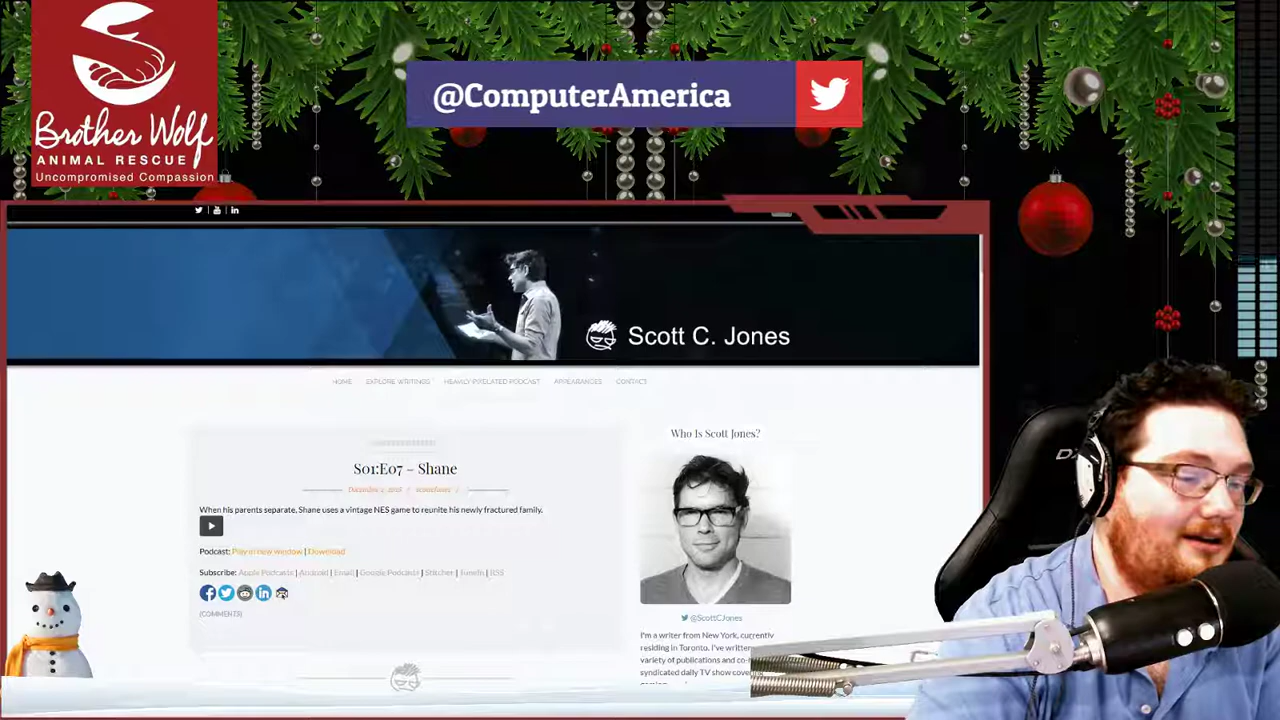 Brother Wolf
ANIMAL RESCUE
Uncompromised Compassion
@ComputerAmerica
Scott C. Jones
HOME EXPLORE WRITINGS HEAVILY PIXELATED PODCAST APPEARANCES CONTACT
S01:E07 – Shane
When his parents separate, Shane uses a vintage NES game to reunite his newly fractured family.
Podcast: Play in new window | Download
Subscribe: Apple Podcasts | Android | Email | Google Podcasts | Stitcher | TuneIn | RSS
(COMMENTS)
Who Is Scott Jones?
@ScottCJones
I'm a writer from New York, currently
residing in Toronto. I've written
variety of publications and co-
syndicated daily TV show
DX